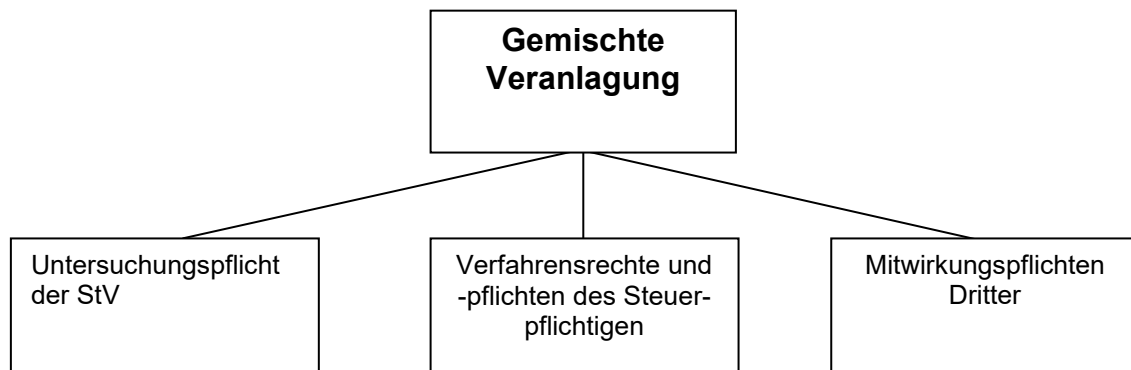 Gemischte
Veranlagung
Untersuchungspflicht
der StV
Verfahrensrechte und
-pflichten des Steuer-
pflichtigen
Mitwirkungspflichten
Dritter